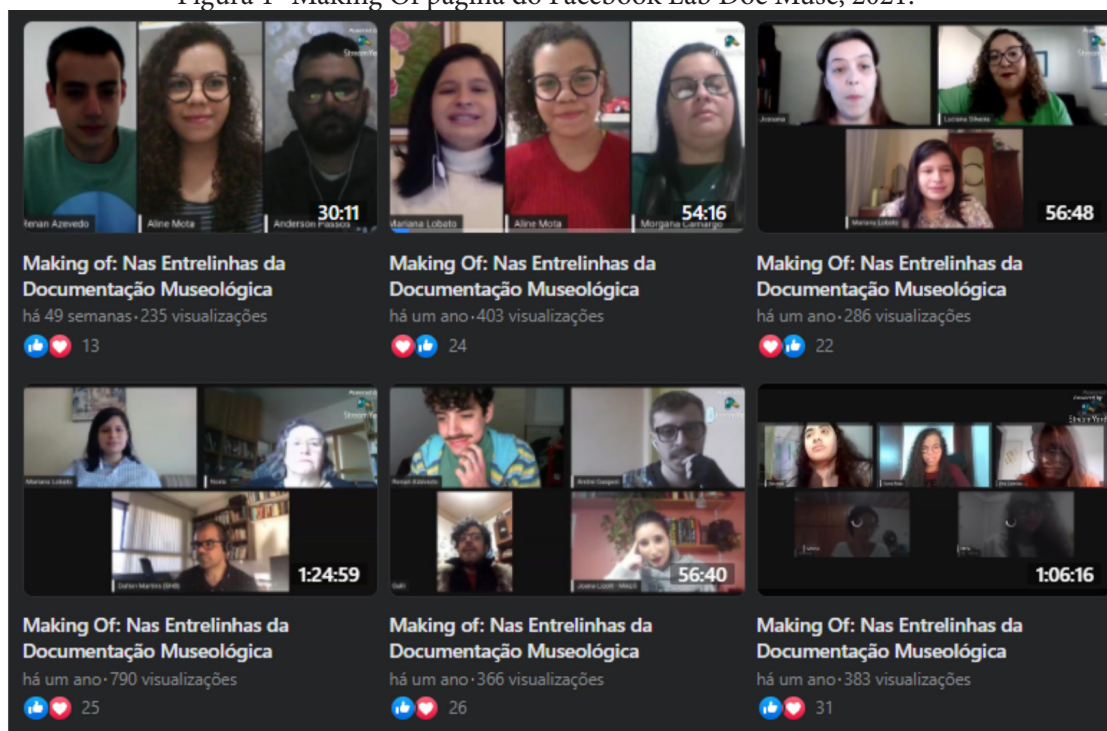 Figura 1- Making Of página do Facebook Lab Doc Muse, 2021.
Renan Azevedo
Aline Mota
Anderson Passos
30:11
Mariana Lobato
Aline Mota
Morgana Camargo
54:16
Luciana Silveira
Mariana Lobato
56:48
Making of: Nas Entrelinhas da
Documentação Museológica
há 49 semanas · 235 visualizações
13
Making Of: Nas Entrelinhas da
Documentação Museológica
há um ano · 403 visualizações
24
Making Of: Nas Entrelinhas da
Documentação Museológica
há um ano · 286 visualizações
22
Mariana Lobato
Dalton Martins
1:24:59
Renan Azevedo
56:40
1:06:16
Making Of: Nas Entrelinhas da
Documentação Museológica
há um ano · 790 visualizações
25
Making of: Nas Entrelinhas da
Documentação Museológica
há um ano · 366 visualizações
26
Making Of: Nas Entrelinhas da
Documentação Museológica
há um ano · 383 visualizações
31